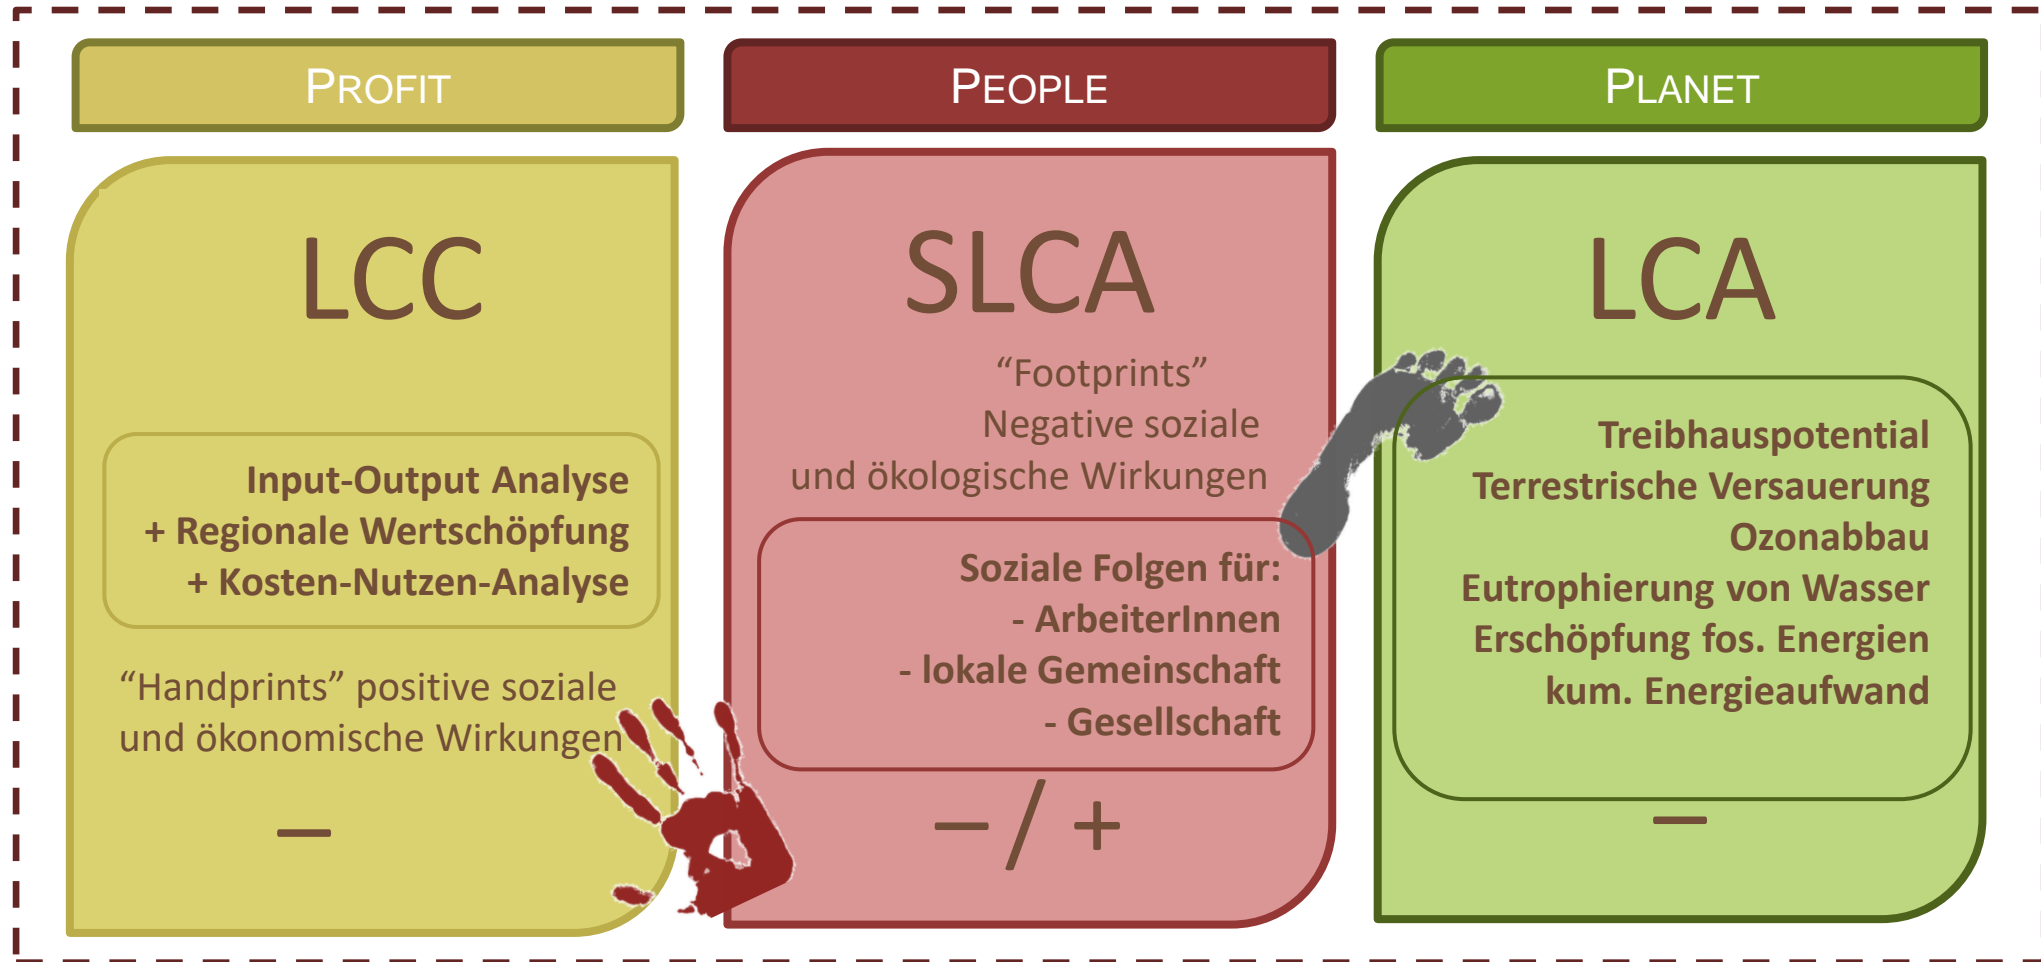 PROFIT
LCC
Input-Output Analyse
+ Regionale Wertschöpfung
+ Kosten-Nutzen-Analyse
“Handprints” positive soziale
und ökonomische Wirkungen
–
PEOPLE
SLCA
“Footprints”
Negative soziale
und ökologische Wirkungen
Soziale Folgen für:
- ArbeiterInnen
- lokale Gemeinschaft
- Gesellschaft
– / +
PLANET
LCA
Treibhauspotential
Terrestrische Versauerung
Ozonabbau
Eutrophierung von Wasser
Erschöpfung fos. Energien
kum. Energieaufwand
–